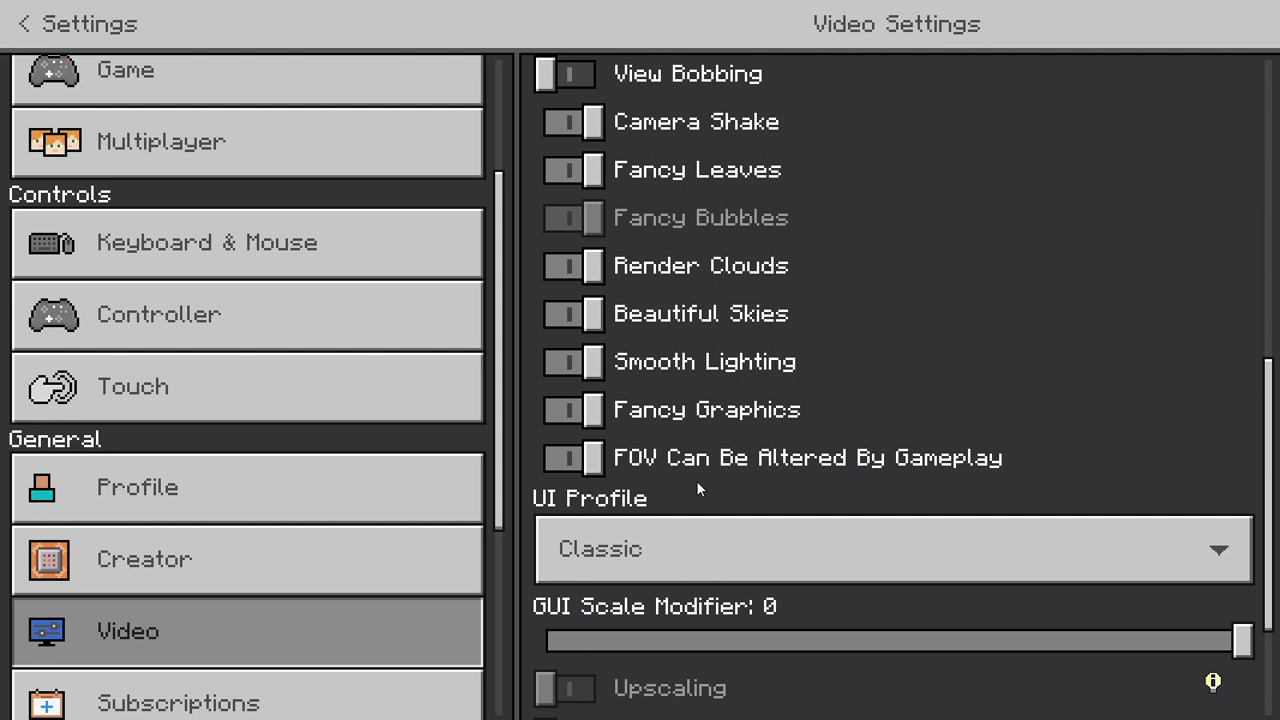 Settings
Video Settings
Game
Multiplayer
Controls
Keyboard & Mouse
Controller
Touch
General
Profile
Creator
Video
Subscriptions
View Bobbing
Camera Shake
Fancy Leaves
Fancy Bubbles
Render Clouds
Beautiful Skies
Smooth Lighting
Fancy Graphics
FOV Can Be Altered By Gameplay
UI Profile
Classic
GUI Scale Modifier: 0
Upscaling